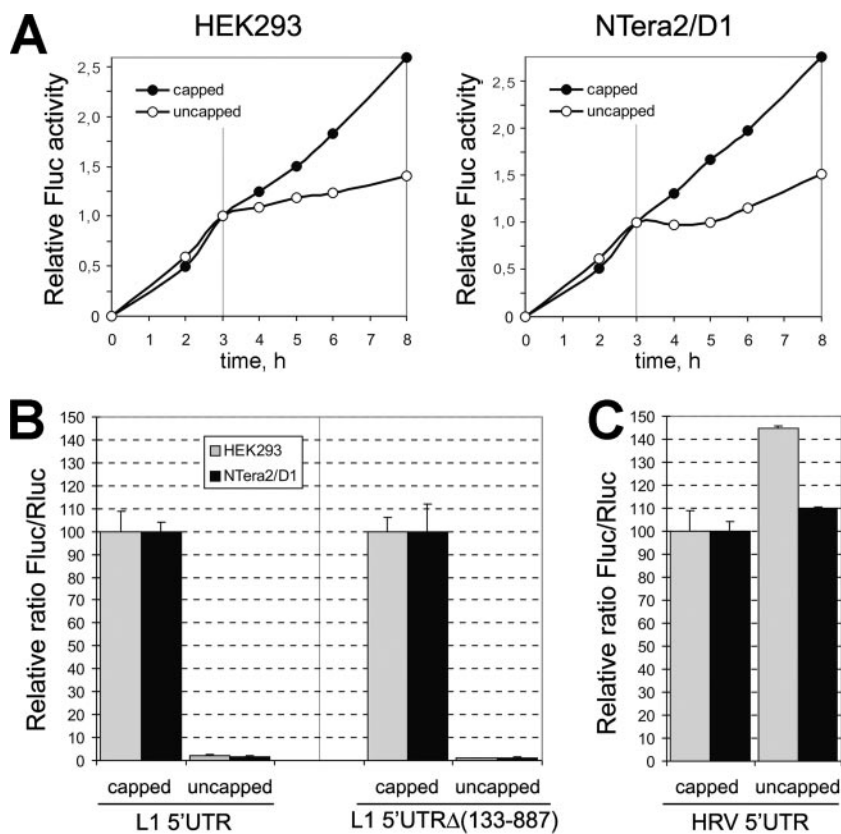 A
HEK293
NTera2/D1
Relative Fluc activity
2,5
2,0
1,5
1,0
0,5
0
capped
uncapped
0 1 2 3 4 5 6 7 8
time, h
Relative Fluc activity
2,5
2,0
1,5
1,0
0,5
0
capped
uncapped
0 1 2 3 4 5 6 7 8
time, h
B
Relative ratio Fluc/Rluc
150
140
130
120
110
100
90
80
70
60
50
40
30
20
10
0
HEK293
NTera2/D1
capped uncapped capped uncapped
L1 5'UTR L1 5'UTRΔ(133-887)
C
Relative ratio Fluc/Rluc
150
140
130
120
110
100
90
80
70
60
50
40
30
20
10
0
capped uncapped
HRV 5'UTR